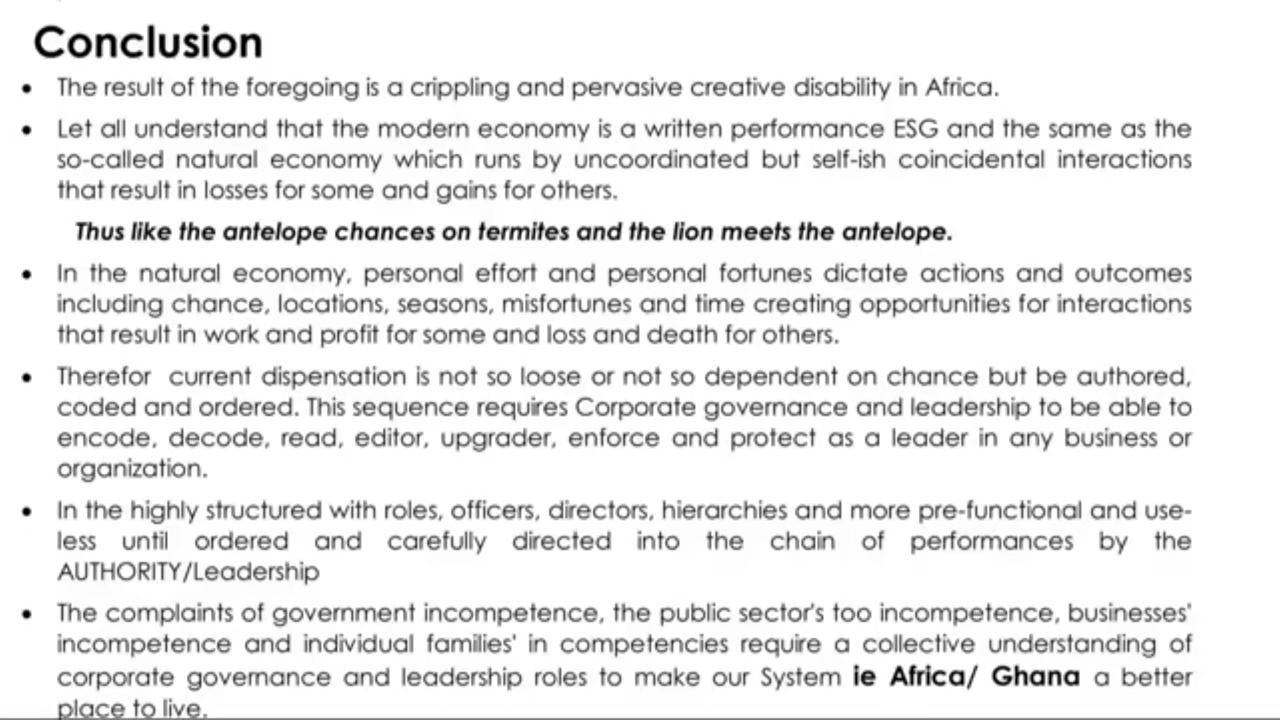 Conclusion
• The result of the foregoing is a crippling and pervasive creative disability in Africa.
• Let all understand that the modern economy is a written performance ESG and the same as the
so-called natural economy which runs by uncoordinated but self-ish coincidental interactions
that result in losses for some and gains for others.
Thus like the antelope chances on termites and the lion meets the antelope.
• In the natural economy, personal effort and personal fortunes dictate actions and outcomes
including chance, locations, seasons, misfortunes and time creating opportunities for interactions
that result in work and profit for some and loss and death for others.
• Therefor current dispensation is not so loose or not so dependent on chance but be authored,
coded and ordered. This sequence requires Corporate governance and leadership to be able to
encode, decode, read, editor, upgrader, enforce and protect as a leader in any business or
organization.
• In the highly structured with roles, officers, directors, hierarchies and more pre-functional and use-
less until ordered and carefully directed into the chain of performances by the
AUTHORITY/Leadership
• The complaints of government incompetence, the public sector's too incompetence, businesses'
incompetence and individual families' in competencies require a collective understanding of
corporate governance and leadership roles to make our System ie Africa/ Ghana a better
place to live.